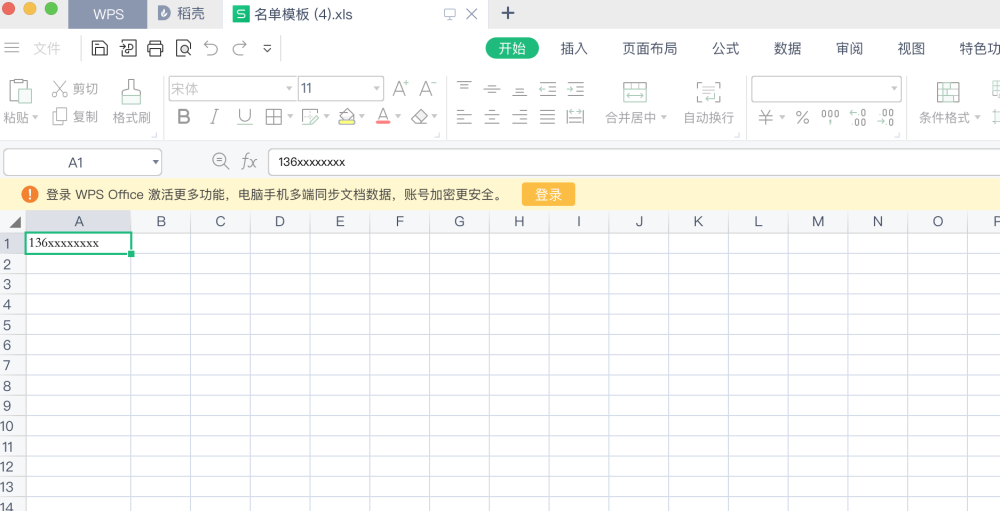 WPS 稻壳 S 名单模板 (4).xls
文件 开始 插入 页面布局 公式 数据 审阅 视图 特色功
剪切 宋体 11 A+ A-
粘贴 复制 格式刷 B I U A 合并居中 自动换行 ¥ % 000 条件格式
←.0 .00
.00 →.0
A1 fx 136xxxxxxxx
登录 WPS Office 激活更多功能，电脑手机多端同步文档数据，账号加密更安全。 登录
A B C D E F G H I J K L M N O P
1 136xxxxxxxx
2
3
4
5
6
7
8
9
10
11
12
13
14